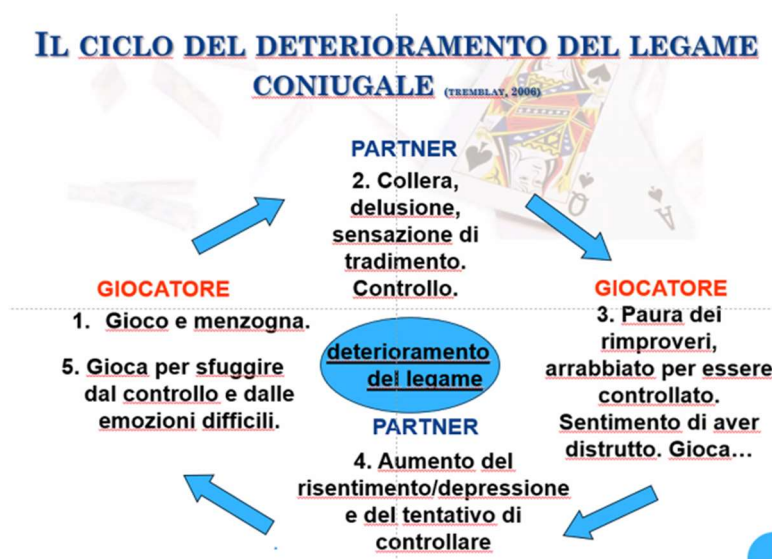 IL CICLO DEL DETERIORAMENTO DEL LEGAME
CONIUGALE (TREMBLAY, 2006)
PARTNER
2. Collera,
delusione,
sensazione di
tradimento.
Controllo.
GIOCATORE
3. Paura dei
rimproveri,
arrabbiato per essere
controllato.
Sentimento di aver
distrutto. Gioca...
PARTNER
4. Aumento del
risentimento/depressione
e del tentativo di
controllare
GIOCATORE
1. Gioco e menzogna.
5. Gioca per sfuggire
dal controllo e dalle
emozioni difficili.
deterioramento
del legame
Q
A